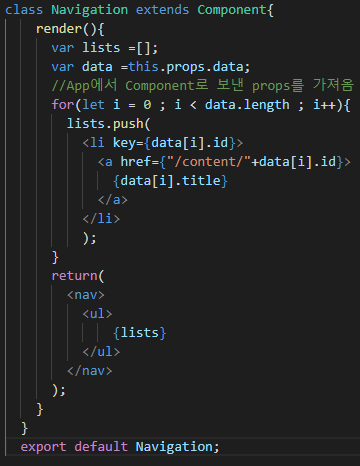 class Navigation extends Component{
render(){
var lists =[];
var data =this.props.data;
//App에서 Component로 보낸 props를 가져옴
for(let i = 0 ; i < data.length ; i++){
lists.push(
<li key={data[i].id}>
<a href={"/content/"+data[i].id}>
{data[i].title}
</a>
</li>
);
}
return(
<nav>
<ul>
{lists}
</ul>
</nav>
);
}
}
export default Navigation;